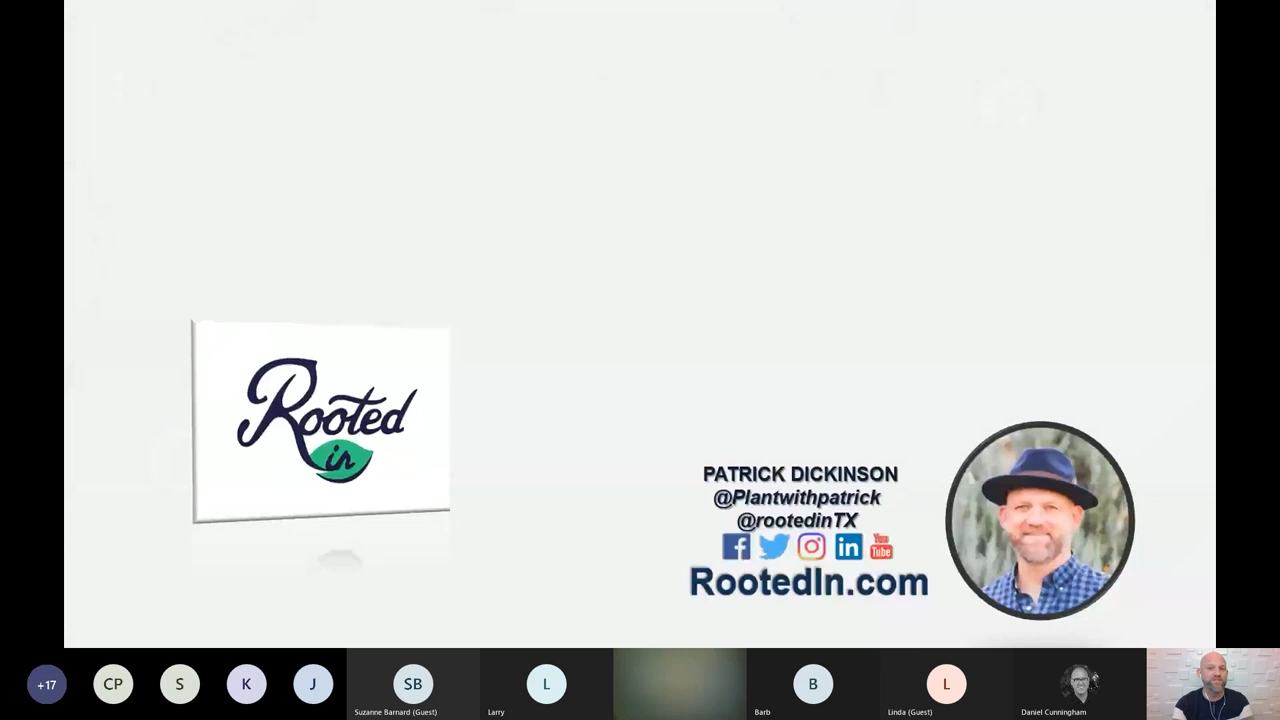 Rooted
in
PATRICK DICKINSON
@Plantwithpatrick
@rootedinTX
You
Tube
RootedIn.com
+17
CP
S
K
J
SB
L
B
L
Suzanne Barnard (Guest)
Larry
Barb
Linda (Guest)
Daniel Cunningham